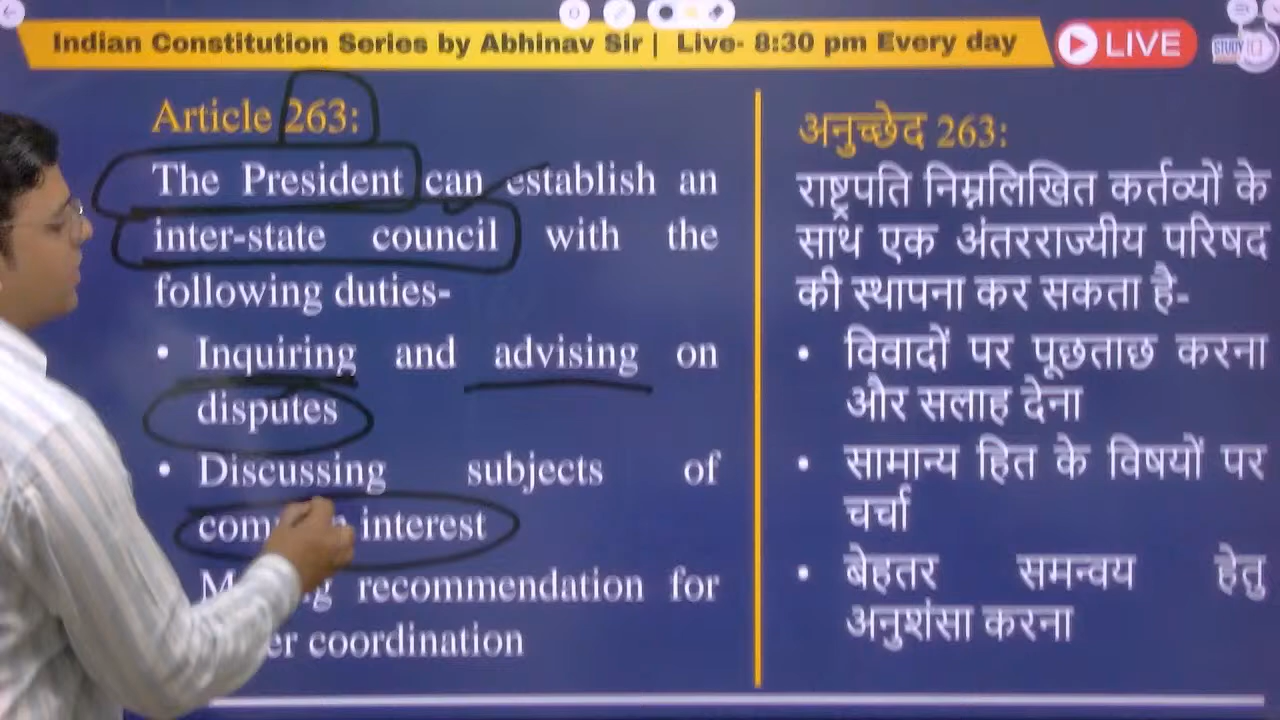 Indian Constitution Series by Abhinav Sir | Live- 8:30 pm Every day
LIVE
STUDY
Article 263:
The President can establish an
inter-state council with the
following duties-
• Inquiring and advising on
disputes
• Discussing subjects of
interest
recommendation for
coordination
अनुच्छेद 263:
राष्ट्रपति निम्नलिखित कर्तव्यों के
साथ एक अंतरराज्यीय परिषद
की स्थापना कर सकता है-
• विवादों पर पूछताछ करना
और सलाह देना
• सामान्य हित के विषयों पर
चर्चा
• बेहतर समन्वय हेतु
अनुशंसा करना